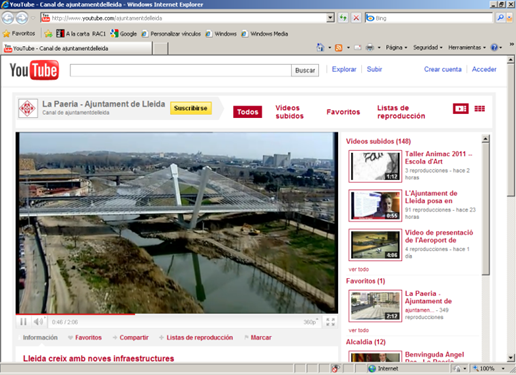 YouTube - Canal de ajuntamentdelleida - Windows Internet Explorer
http://www.youtube.com/ajuntamentdelleida
Bing
Favoritos
A la carta RAC1
Google
Personalizar vínculos
Windows
Windows Media
YouTube - Canal de ajuntamentdelleida
Página
Seguridad
Herramientas
YouTube
Buscar
Explorar
Subir
Crear cuenta
Acceder
La Paeria - Ajuntament de Lleida
Canal de ajuntamentdelleida
Suscribirse
Todos
Vídeos subidos
Favoritos
Listas de reproducción
Vídeos subidos (148)
1:12
Taller Animac 2011 – Escola d'Art
3 reproducciones - hace 2 horas
0:55
L'Ajuntament de Lleida posa en
91 reproducciones - hace 23 horas
4:06
Vídeo de presentació de l'Aeroport de
4 reproducciones - hace 1 día
ver todo
Favoritos (1)
2:17
La Paeria - Ajuntament de
ajuntamen... - 349 reproducciones
ver todo
Alcaldia (12)
Benvinguda Àngel
0:46 / 2:08
360p
Información
Favoritos
Compartir
Listas de reproducción
Marcar
Lleida creix amb noves infraestructures
Internet
100%